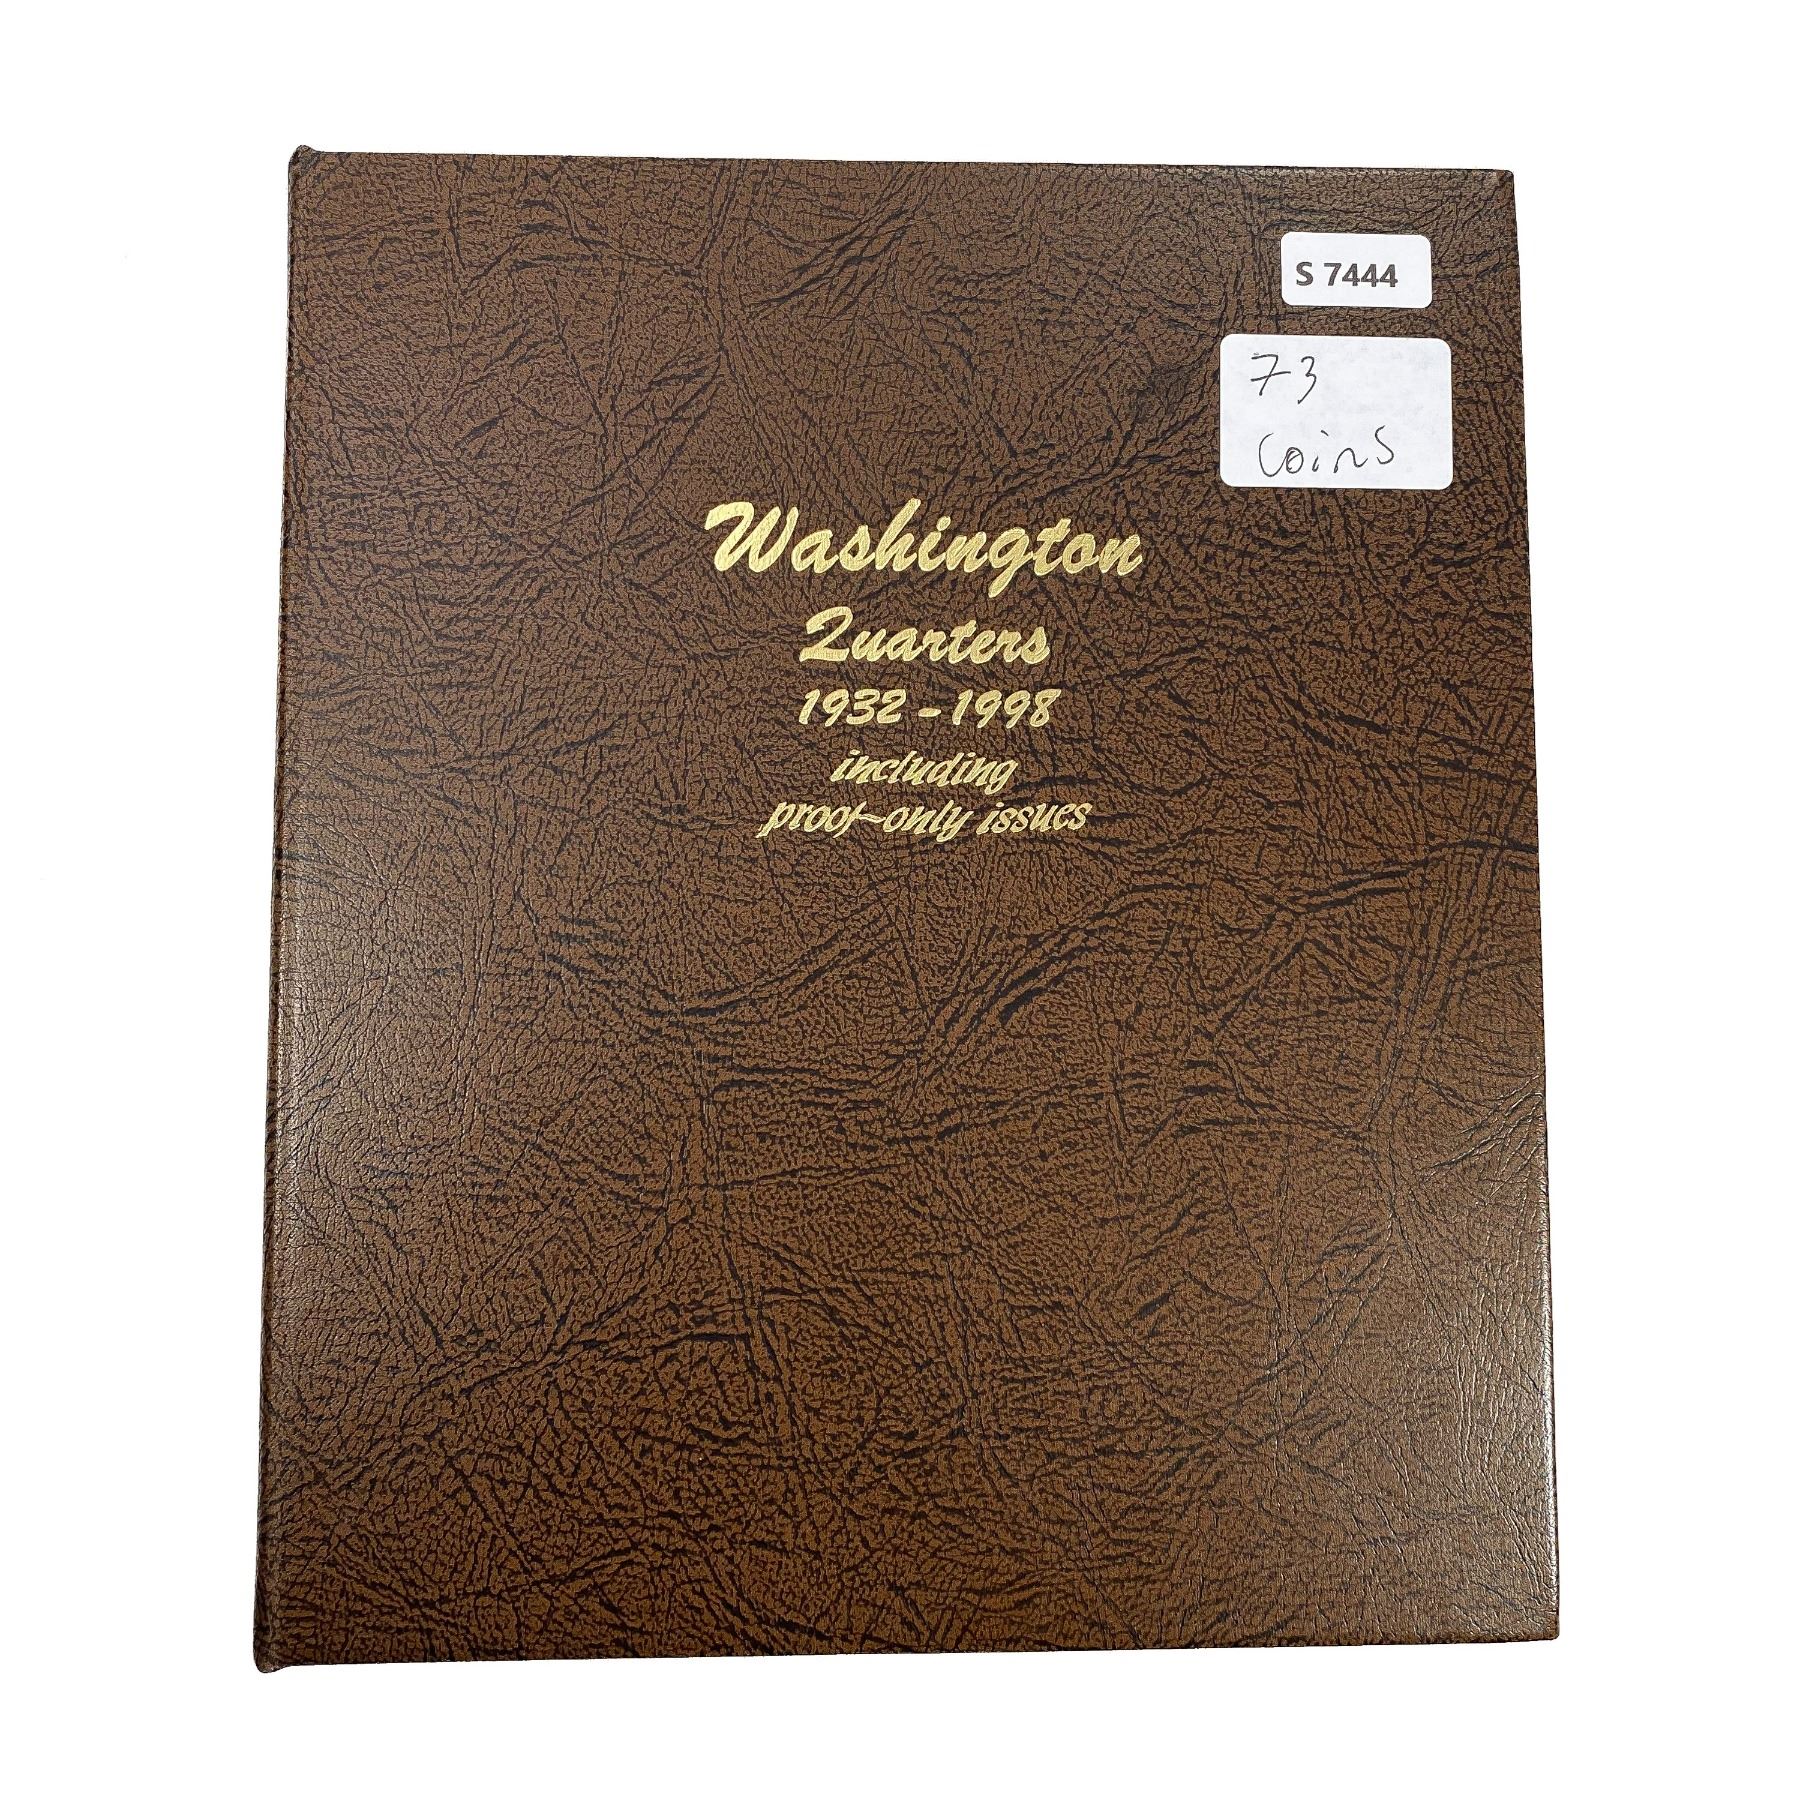 S 7444
73
coins
Washington
Quarters
1932 - 1998
including
proof-only issues